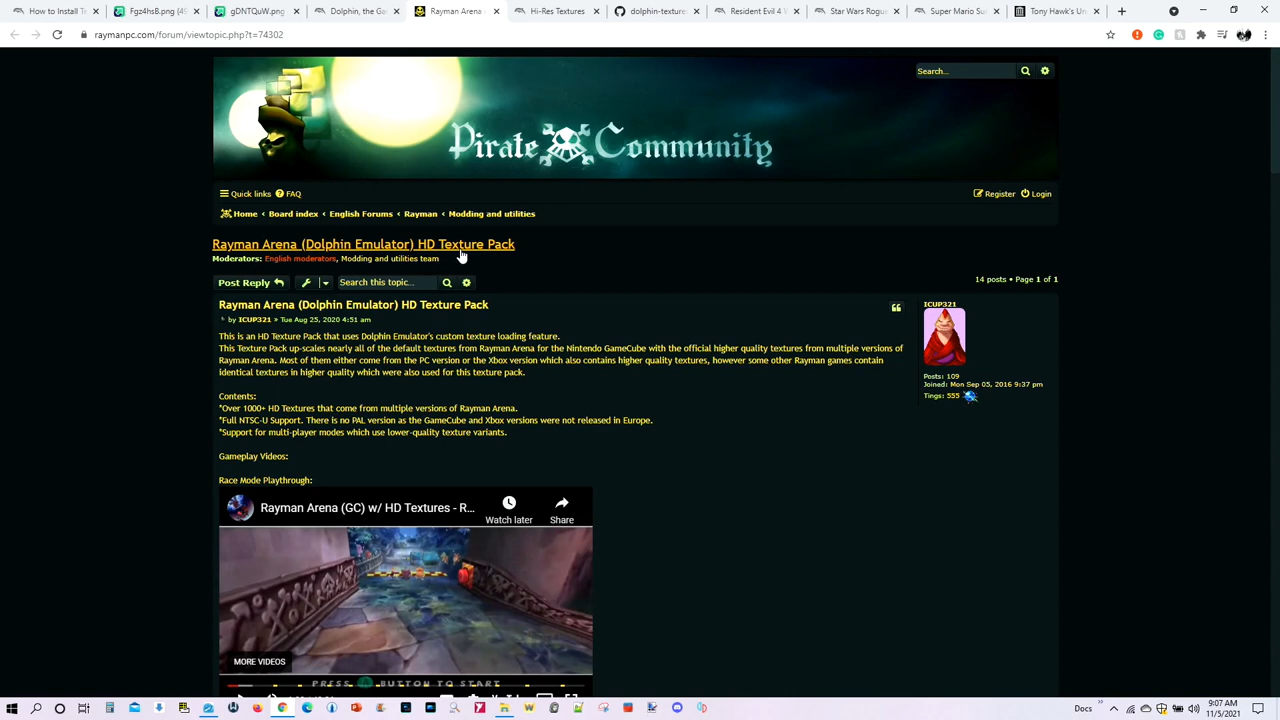 How to Install Te
Fgz4hsB.png (49
gDNTQuW.png
Dolphin, the Ga
Rayman Arena
Hi-Res Textures
dolphin-textures
Resident Evil 4 W
Star Wars Rogue
Super Mario Sun
Tony Hawk's Un
raymanpc.com/forum/viewtopic.php?t=74302
Search...
Pirate Community
Quick links FAQ
Register Login
Home ‹ Board index ‹ English Forums ‹ Rayman ‹ Modding and utilities
Rayman Arena (Dolphin Emulator) HD Texture Pack
Moderators: English moderators, Modding and utilities team
Post Reply
Search this topic...
14 posts • Page 1 of 1
Rayman Arena (Dolphin Emulator) HD Texture Pack
by ICUP321 » Tue Aug 25, 2020 4:51 am
ICUP321
Posts: 109
Joined: Mon Sep 05, 2016 9:37 pm
Tings: 555
This is an HD Texture Pack that uses Dolphin Emulator's custom texture loading feature.
This Texture Pack up-scales nearly all of the default textures from Rayman Arena for the Nintendo GameCube with the official higher quality textures from multiple versions of
Rayman Arena. Most of them either come from the PC version or the Xbox version which also contains higher quality textures, however some other Rayman games contain
identical textures in higher quality which were also used for this texture pack.
Contents:
*Over 1000+ HD Textures that come from multiple versions of Rayman Arena.
*Full NTSC-U Support. There is no PAL version as the GameCube and Xbox versions were not released in Europe.
*Support for multi-player modes which use lower-quality texture variants.
Gameplay Videos:
Race Mode Playthrough:
Rayman Arena (GC) w/ HD Textures - R...
Watch later
Share
MORE VIDEOS
PRESS BUTTON TO START
Docs
9:07 AM
11/5/2021